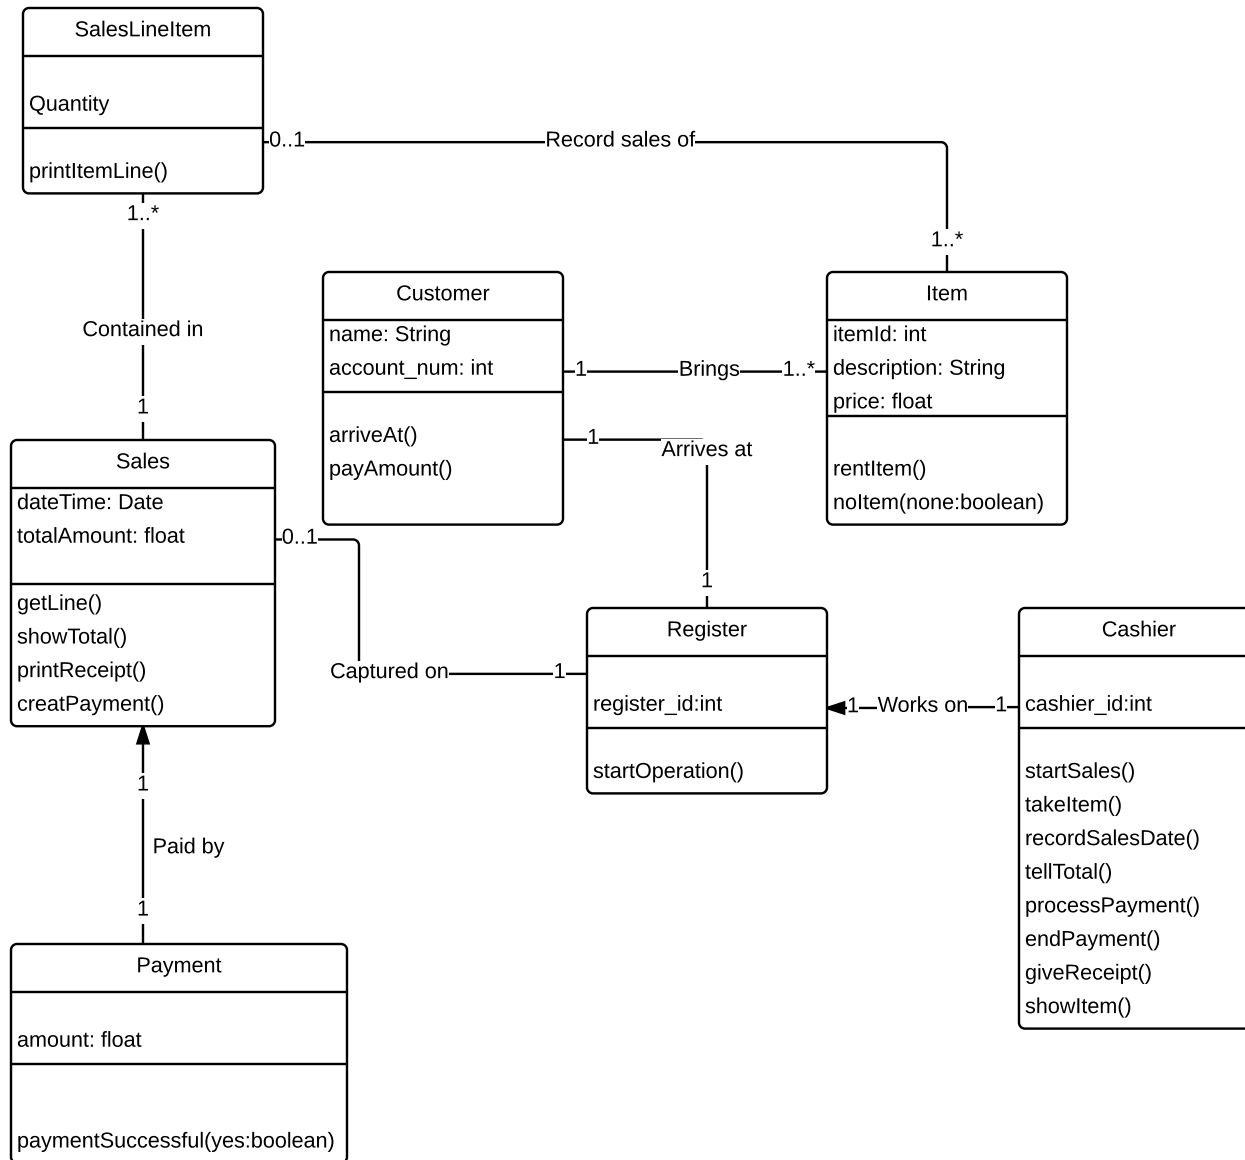 SalesLineItem
Quantity
printItemLine()
0..1
Record sales of
1..*
1..*
Contained in
1
Customer
name: String
account_num: int
arriveAt()
payAmount()
1
Brings
1..*
Item
itemId: int
description: String
price: float
rentItem()
noItem(none:boolean)
1
Arrives at
1
Sales
dateTime: Date
totalAmount: float
getLine()
showTotal()
printReceipt()
creatPayment()
0..1
Captured on
1
Register
register_id:int
startOperation()
1
Works on
1
Cashier
cashier_id:int
startSales()
takeItem()
recordSalesDate()
tellTotal()
processPayment()
endPayment()
giveReceipt()
showItem()
1
Paid by
1
Payment
amount: float
paymentSuccessful(yes:boolean)